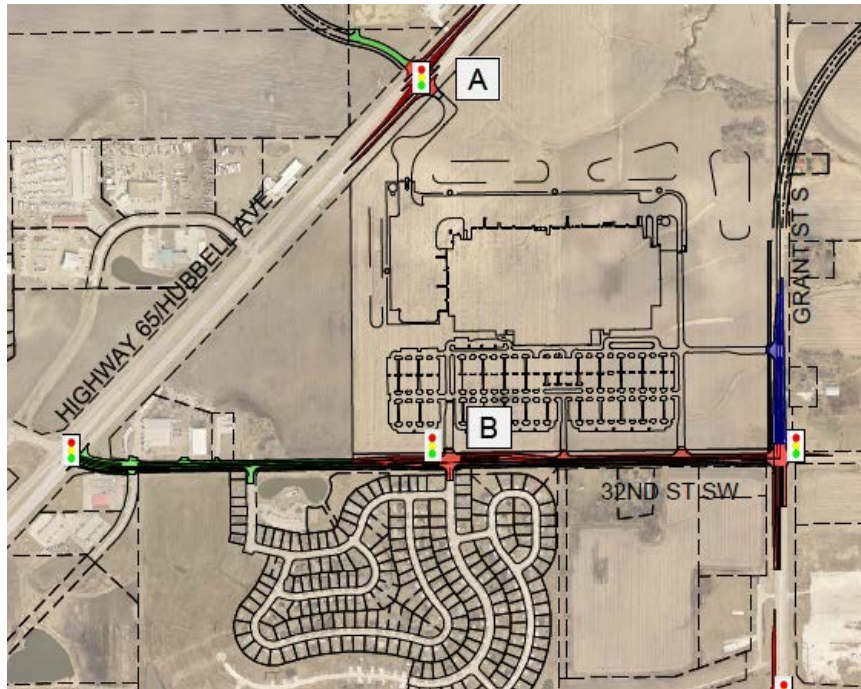 A
HIGHWAY 65/HUBBELL AVE
GRANT ST S
B
32ND ST SW